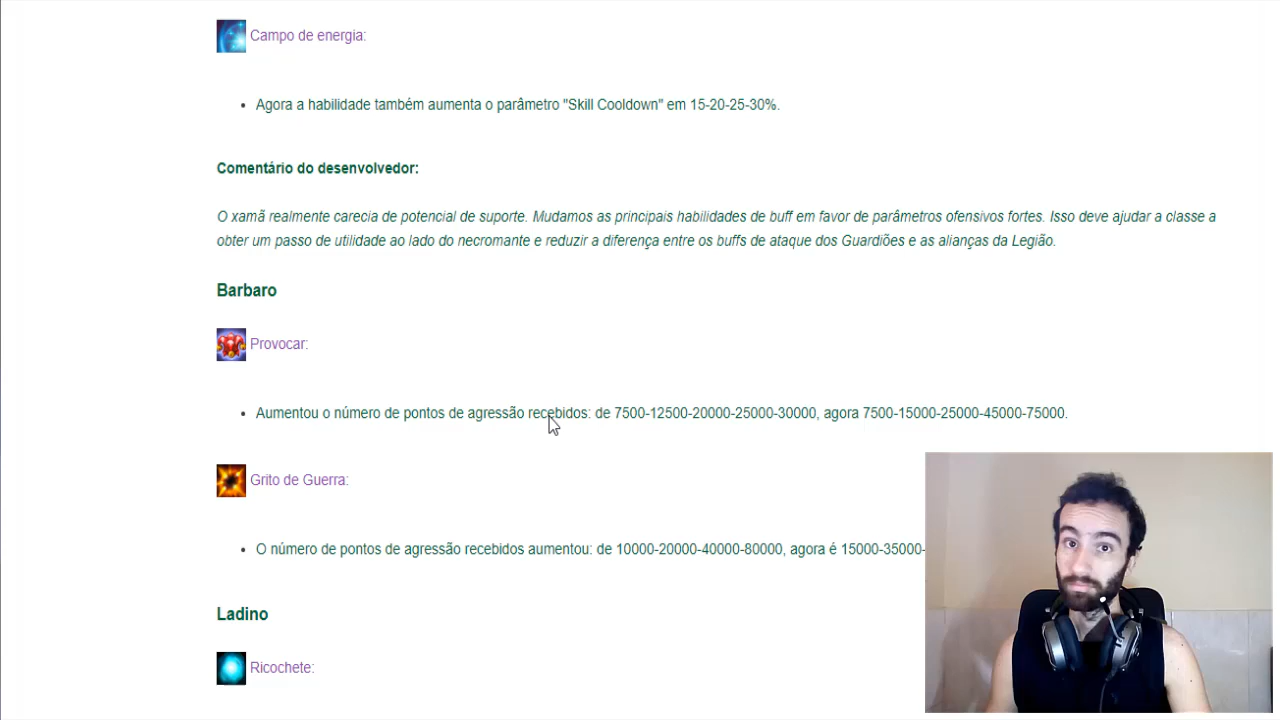 Campo de energia:
Agora a habilidade também aumenta o parâmetro "Skill Cooldown" em 15-20-25-30%.
Comentário do desenvolvedor:
O xamã realmente carecia de potencial de suporte. Mudamos as principais habilidades de buff em favor de parâmetros ofensivos fortes. Isso deve ajudar a classe a
obter um passo de utilidade ao lado do necromante e reduzir a diferença entre os buffs de ataque dos Guardiões e as alianças da Legião.
Barbaro
Provocar:
Aumentou o número de pontos de agressão recebidos: de 7500-12500-20000-25000-30000, agora 7500-15000-25000-45000-75000.
Grito de Guerra:
O número de pontos de agressão recebidos aumentou: de 10000-20000-40000-80000, agora é 15000-35000-
Ladino
Ricochete: